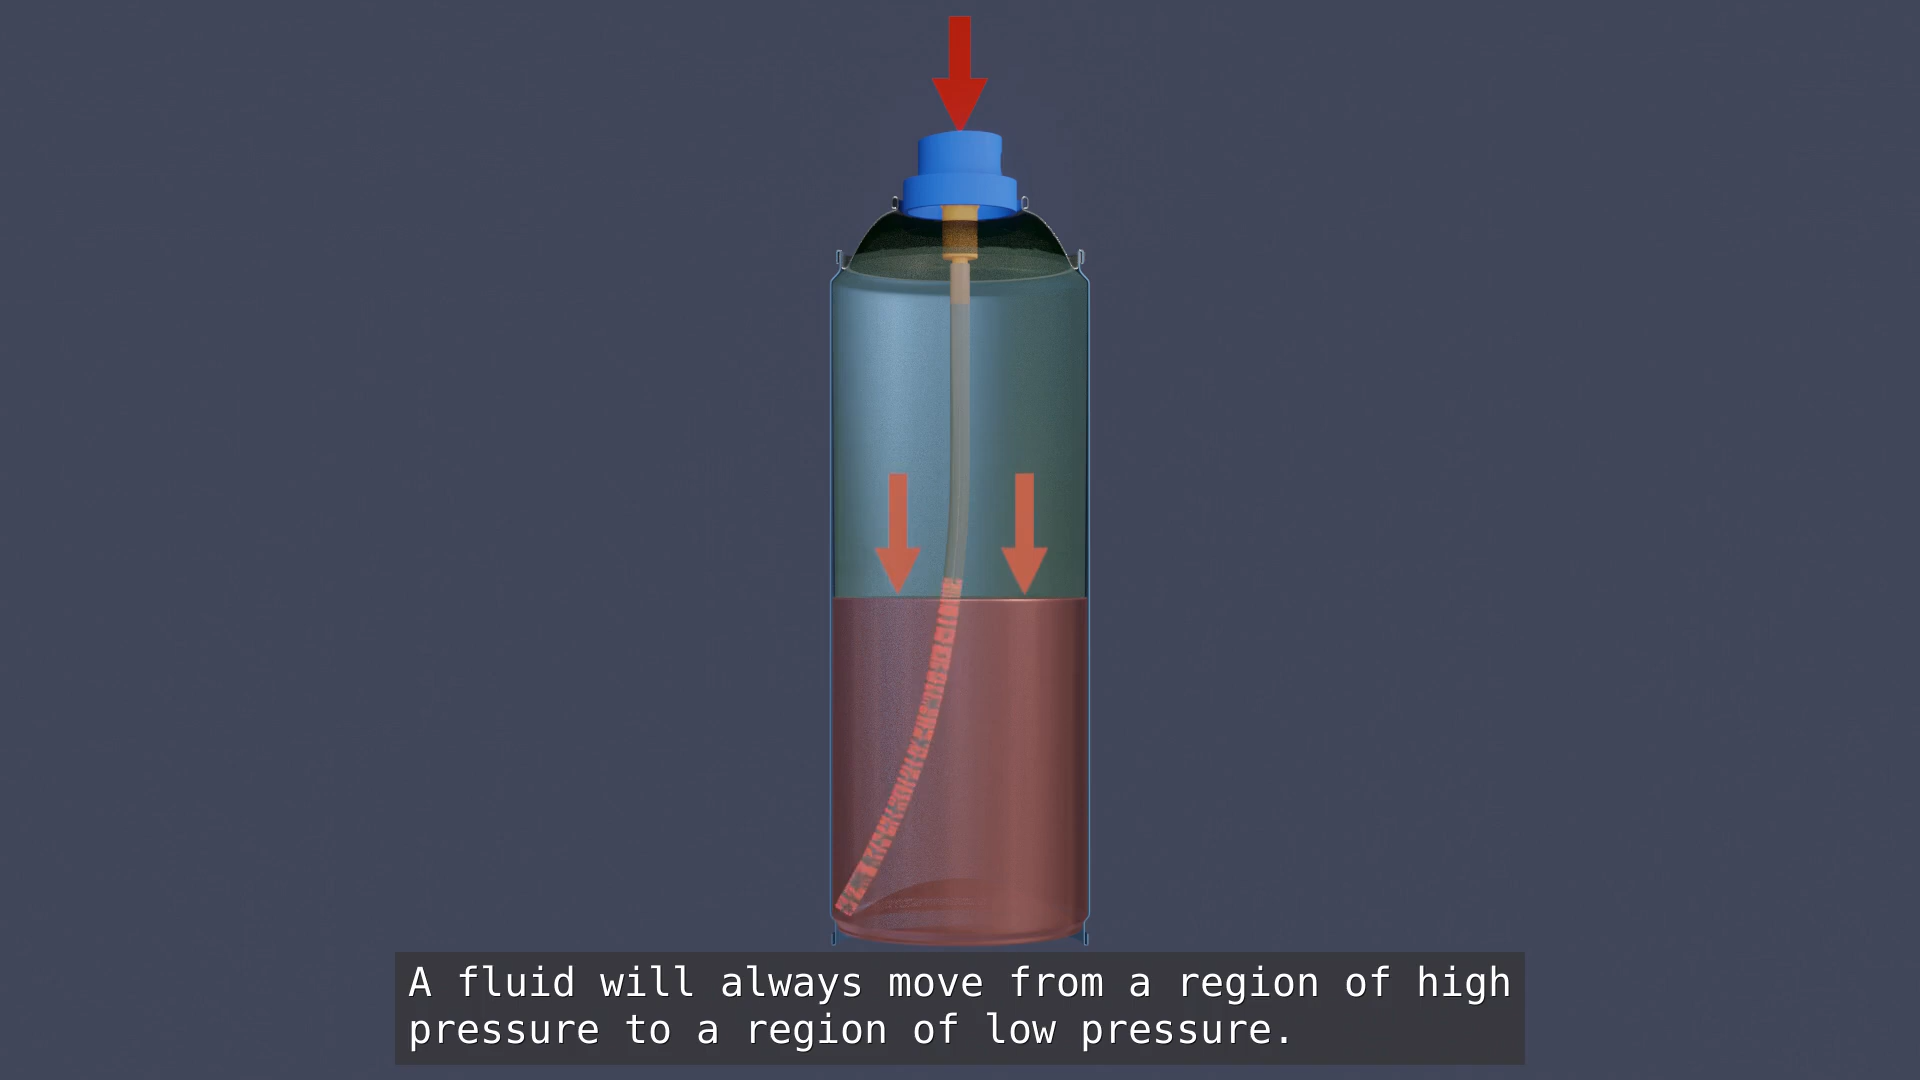 A fluid will always move from a region of high
pressure to a region of low pressure.